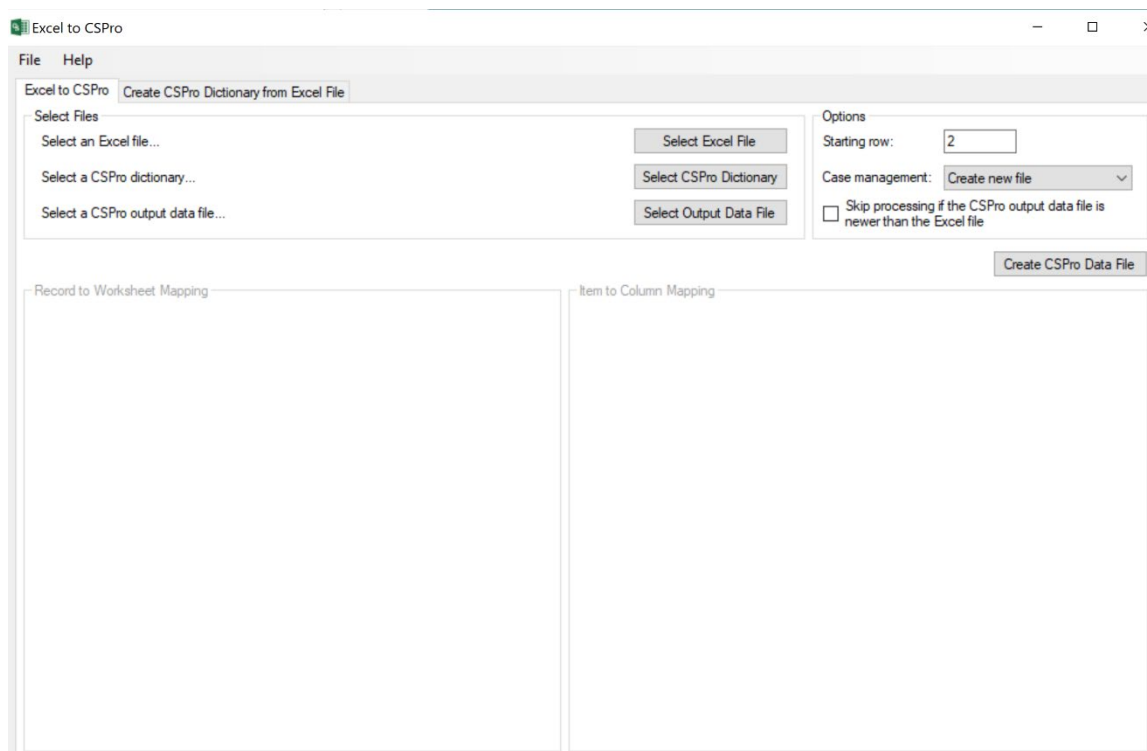 Excel to CSPro
File Help
Excel to CSPro Create CSPro Dictionary from Excel File
Select Files
Select an Excel file... Select Excel File
Select a CSPro dictionary... Select CSPro Dictionary
Select a CSPro output data file... Select Output Data File
Options
Starting row: 2
Case management: Create new file
Skip processing if the CSPro output data file is
newer than the Excel file
Create CSPro Data File
Record to Worksheet Mapping
Item to Column Mapping